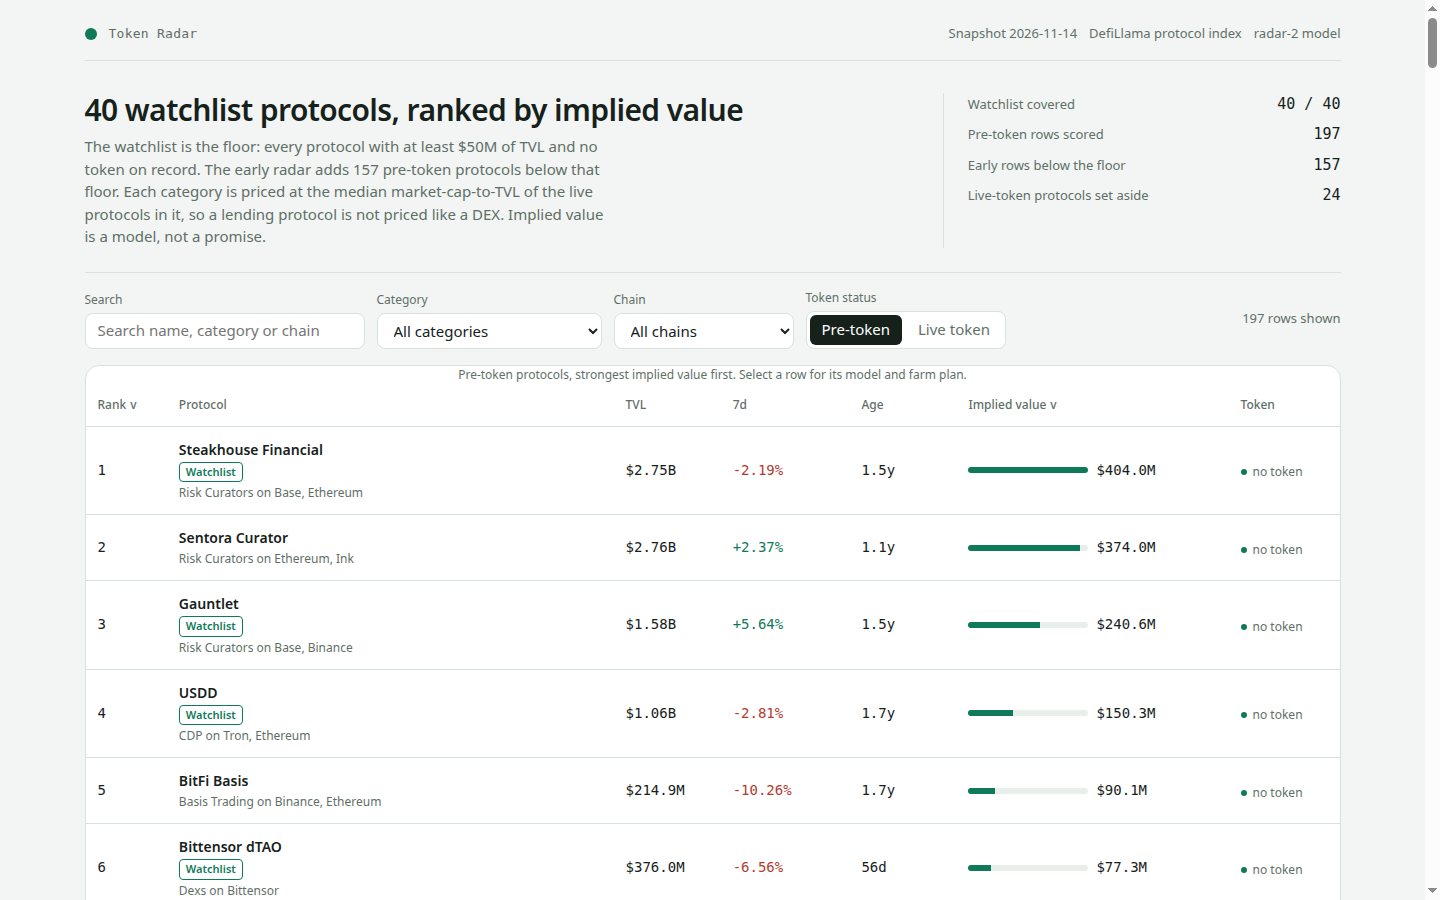 Token Radar
Snapshot 2026-11-14 DefiLlama protocol index radar-2 model
40 watchlist protocols, ranked by implied value
The watchlist is the floor: every protocol with at least $50M of TVL and no
token on record. The early radar adds 157 pre-token protocols below that
floor. Each category is priced at the median market-cap-to-TVL of the live
protocols in it, so a lending protocol is not priced like a DEX. Implied value
is a model, not a promise.
Watchlist covered 40 / 40
Pre-token rows scored 197
Early rows below the floor 157
Live-token protocols set aside 24
Search Category Chain Token status
Search name, category or chain All categories All chains Pre-token Live token 197 rows shown
Pre-token protocols, strongest implied value first. Select a row for its model and farm plan.
Rank v Protocol TVL 7d Age Implied value v Token
Steakhouse Financial
1 Watchlist $2.75B -2.19% 1.5y $404.0M no token
Risk Curators on Base, Ethereum
Sentora Curator
2 $2.76B +2.37% 1.1y $374.0M no token
Risk Curators on Ethereum, Ink
Gauntlet
3 Watchlist $1.58B +5.64% 1.5y $240.6M no token
Risk Curators on Base, Binance
USDD
4 Watchlist $1.06B -2.81% 1.7y $150.3M no token
CDP on Tron, Ethereum
BitFi Basis
5 $214.9M -10.26% 1.7y $90.1M no token
Basis Trading on Binance, Ethereum
Bittensor dTAO
6 Watchlist $376.0M -6.56% 56d $77.3M no token
Dexs on Bittensor